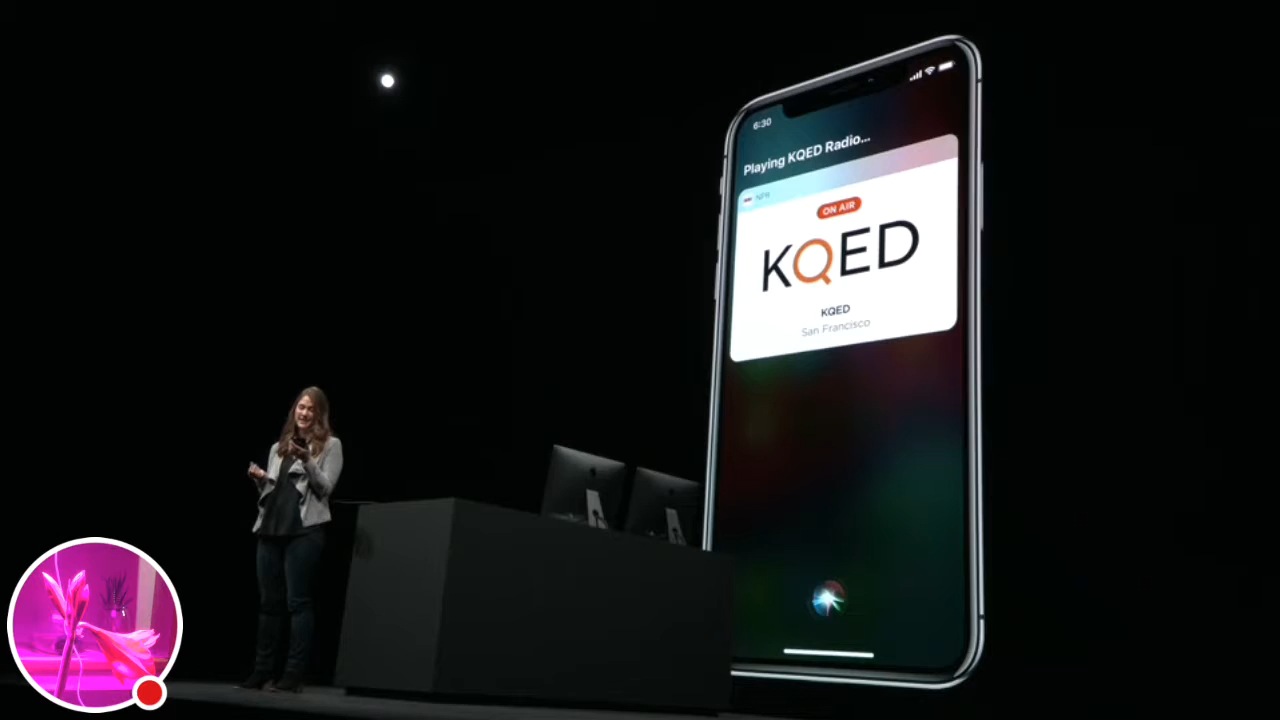 6:30
Playing KQED Radio...
NPR
ON AIR
KQED
KQED
San Francisco